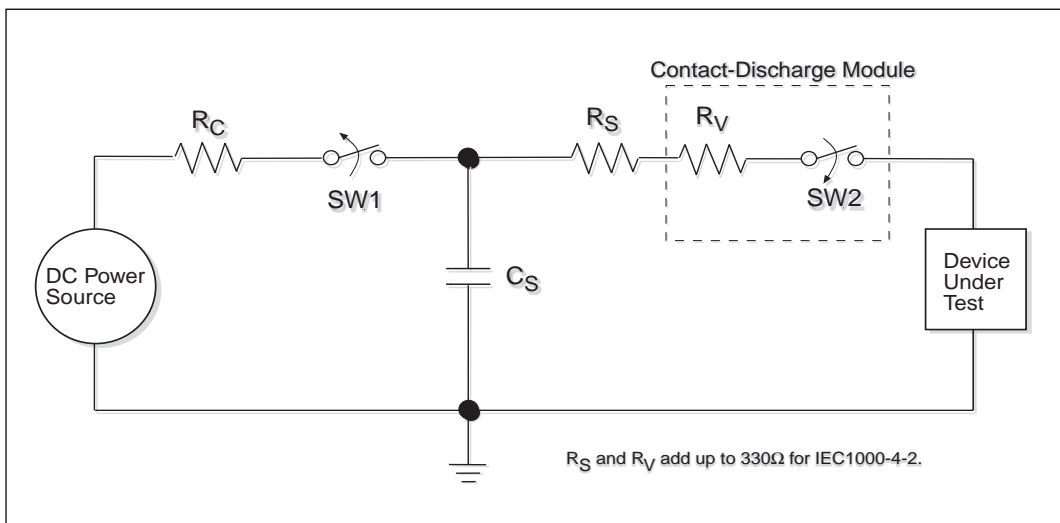 Contact-Discharge Module
RC
RS
RV
SW1
SW2
DC Power
Source
CS
Device
Under
Test
RS and RV add up to 330Ω for IEC1000-4-2.